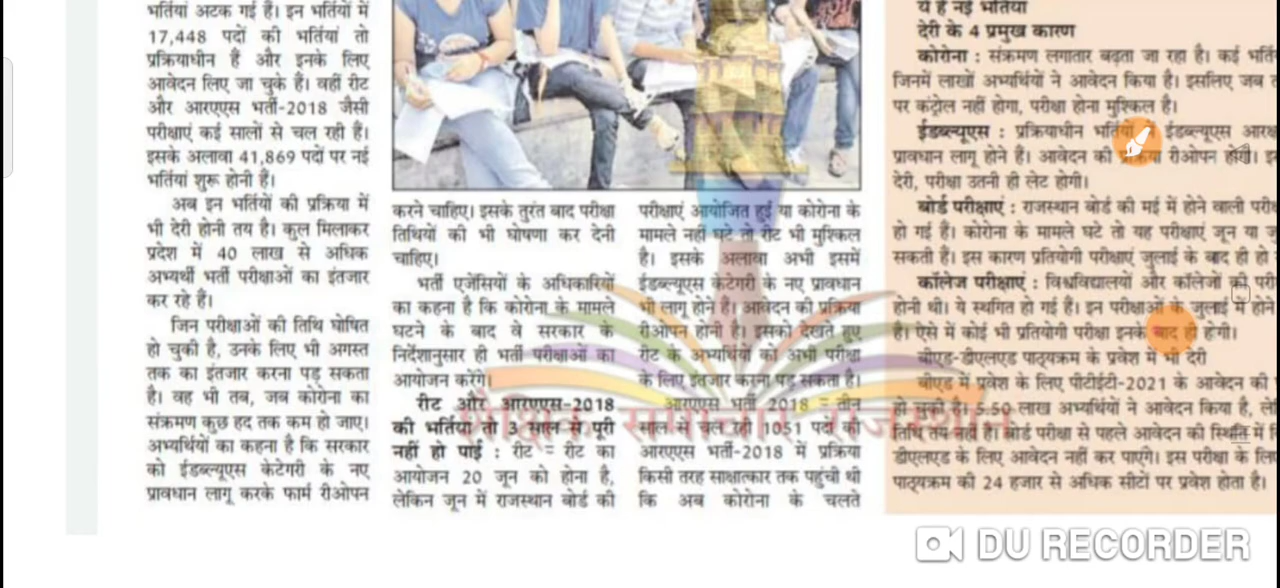 भर्तियां अटक गई हैं। इन भर्तियों में
17,448 पदों की भर्तियां तो
प्रक्रियाधीन हैं और इनके लिए
आवेदन लिए जा चुके हैं। वहीं रीट
और आरएएस भर्ती-2018 जैसी
परीक्षाएं कई सालों से चल रही हैं।
इसके अलावा 41,869 पदों पर नई
भर्तियां शुरू होनी हैं।
अब इन भर्तियों की प्रक्रिया में
भी देरी होनी तय है। कुल मिलाकर
प्रदेश में 40 लाख से अधिक
अभ्यर्थी भर्ती परीक्षाओं का इंतजार
कर रहे हैं।
जिन परीक्षाओं की तिथि घोषित
हो चुकी है, उनके लिए भी अगस्त
तक का इंतजार करना पड़ सकता
है। वह भी तब, जब कोरोना का
संक्रमण कुछ हद तक कम हो जाए।
अभ्यर्थियों का कहना है कि सरकार
को ईडब्ल्यूएस केटेगरी के नए
प्रावधान लागू करके फार्म रीओपन
करने चाहिए। इसके तुरंत बाद परीक्षा
तिथियों की भी घोषणा कर देनी
चाहिए।
भर्ती एजेंसियों के अधिकारियों
का कहना है कि कोरोना के मामले
घटने के बाद वे सरकार के
निर्देशानुसार ही भर्ती परीक्षाओं का
आयोजन करेंगे।
रीट और आरएएस-2018
की भर्तियां तो 3 साल से पूरी
नहीं हो पाई : रीट = रीट का
आयोजन 20 जून को होना है,
लेकिन जून में राजस्थान बोर्ड की
परीक्षाएं आयोजित हुई या कोरोना के
मामले नहीं घटे तो रीट भी मुश्किल
है। इसके अलावा अभी इसमें
ईडब्ल्यूएस केटेगरी के नए प्रावधान
भी लागू होने हैं। आवेदन की प्रक्रिया
रीओपन होनी है। इसको देखते हुए
रीट के अभ्यर्थियों को अभी परीक्षा
के लिए इंतजार करना पड़ सकता है।
आरएएस भर्ती 2018 = तीन
साल से चल रही 1051 पदों की
आरएएस भर्ती-2018 में प्रक्रिया
किसी तरह साक्षात्कार तक पहुंची थी
कि अब कोरोना के चलते
ये हैं नई भर्तियां
देरी के 4 प्रमुख कारण
कोरोना : संक्रमण लगातार बढ़ता जा रहा है। कई
जिनमें लाखों अभ्यर्थियों ने आवेदन किया है। इसलिए जब
पर कंट्रोल नहीं होगा, परीक्षा होना मुश्किल है।
ईडब्ल्यूएस : प्रक्रियाधीन ईडब्ल्यूएस
प्रावधान लागू होने हैं। आवेदन की प्रक्रिया रीओपन होगी।
देरी, परीक्षा उतनी ही लेट होगी।
बोर्ड परीक्षाएं : राजस्थान बोर्ड की मई में होने वाली
हो गई हैं। कोरोना के मामले घटे तो यह परीक्षाएं जून या
सकती हैं। इस कारण प्रतियोगी परीक्षाएं जुलाई के बाद ही हो
कॉलेज परीक्षाएं : विश्वविद्यालयों और कॉलेजों की
होनी थी। ये स्थगित हो गई हैं। इन परीक्षाओं के जुलाई में होने
है। ऐसे में कोई भी प्रतियोगी परीक्षा इनके बाद ही होगी।
बीएड-डीएलएड पाठ्यक्रम के प्रवेश में भी देरी
बीएड में प्रवेश के लिए पीटीईटी-2021 के आवेदन की
हो चुकी है। 5.50 लाख अभ्यर्थियों ने आवेदन किया है,
तिथि तय नहीं है। बोर्ड परीक्षा से पहले आवेदन की स्थिति में
डीएलएड के लिए आवेदन नहीं कर पाएंगे। इस परीक्षा के
पाठ्यक्रम की 24 हजार से अधिक सीटों पर प्रवेश होता है।
शैक्षिक समाचार राजस्थान
DU RECORDER